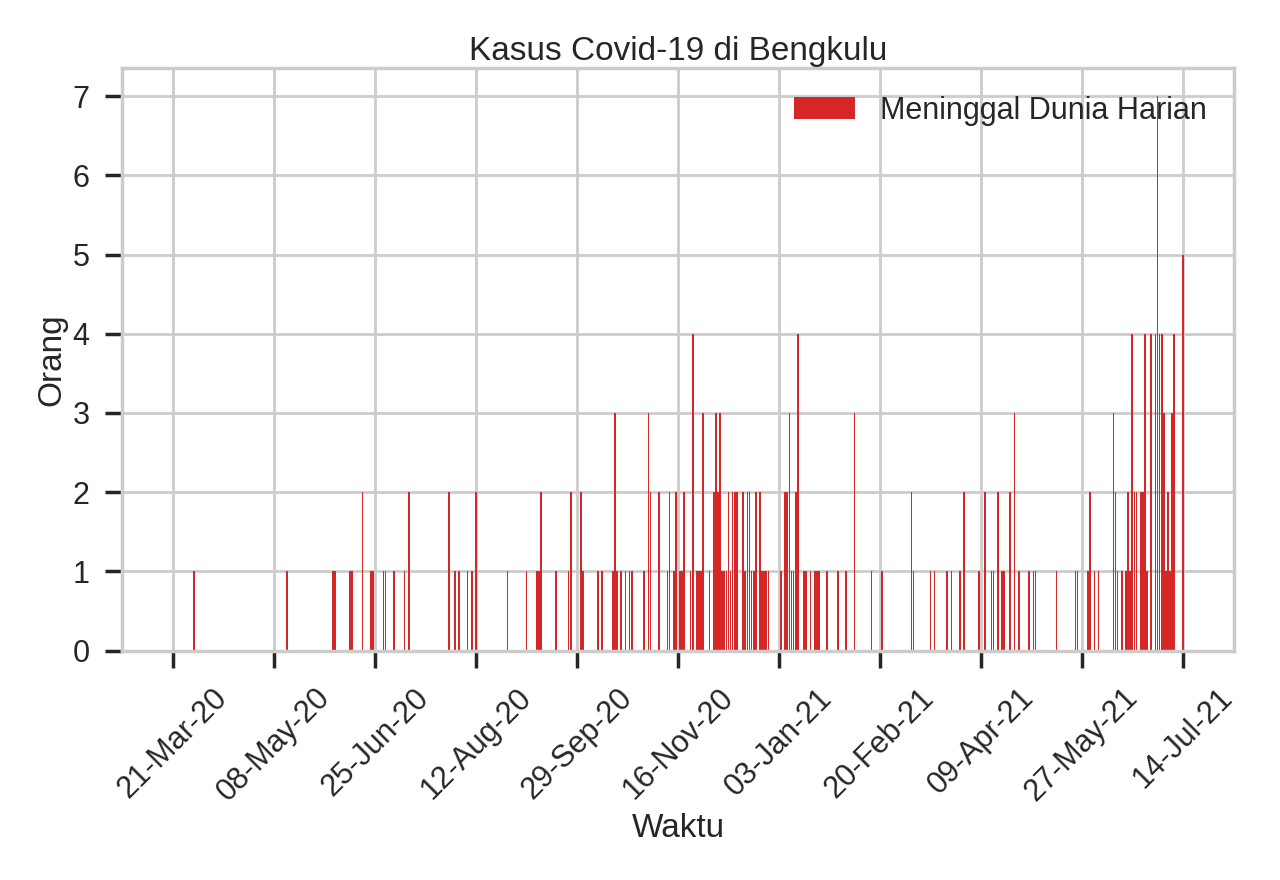 Kasus Covid-19 di Bengkulu
Meninggal Dunia Harian
7
6
5
4
3
2
1
0
Orang
21-Mar-20
08-May-20
25-Jun-20
12-Aug-20
29-Sep-20
16-Nov-20
03-Jan-21
20-Feb-21
09-Apr-21
27-May-21
14-Jul-21
Waktu